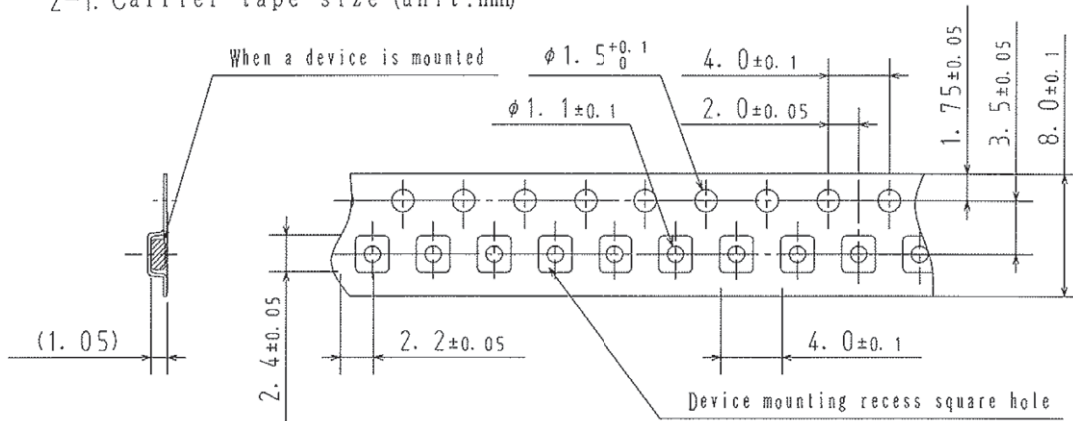 2-1. Carrier tape size (unit:mm)
When a device is mounted
φ1. 5+0. 1 0
4. 0±0. 1
φ1. 1±0. 1
2. 0±0. 05
1. 75±0. 05
3. 5±0. 05
8. 0±0. 1
(1. 05)
2. 4±0. 05
2. 2±0. 05
4. 0±0. 1
Device mounting recess square hole